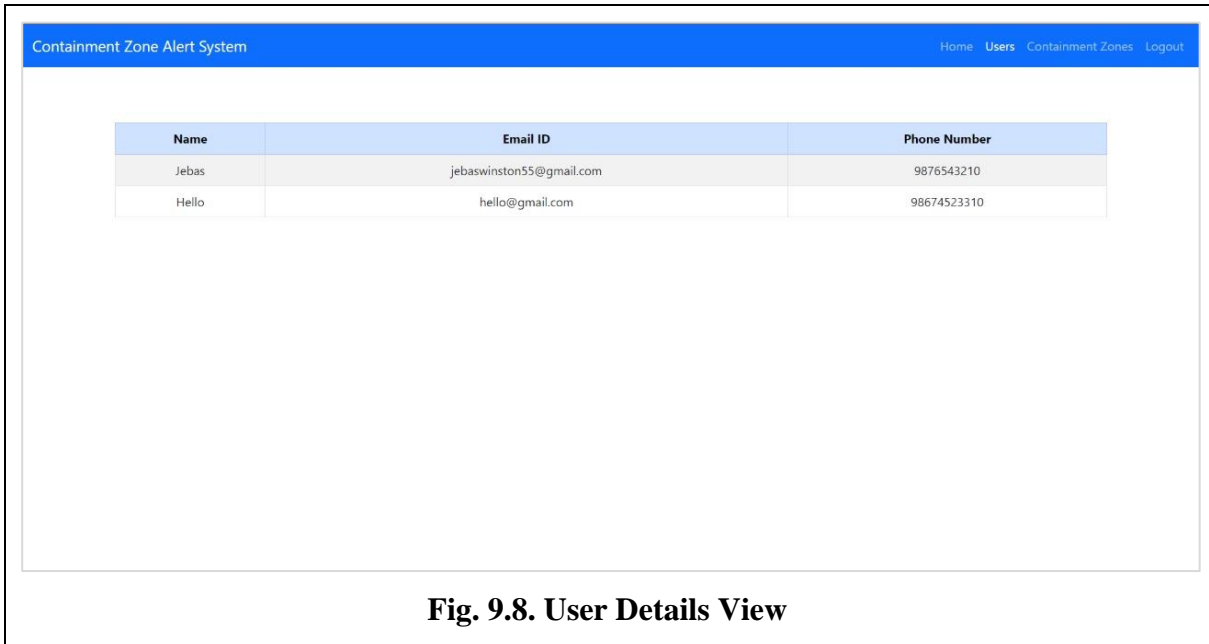 Containment Zone Alert System Home Users Containment Zones Logout
Name Email ID Phone Number
Jebas jebaswinston55@gmail.com 9876543210
Hello hello@gmail.com 98674523310
Fig. 9.8. User Details View